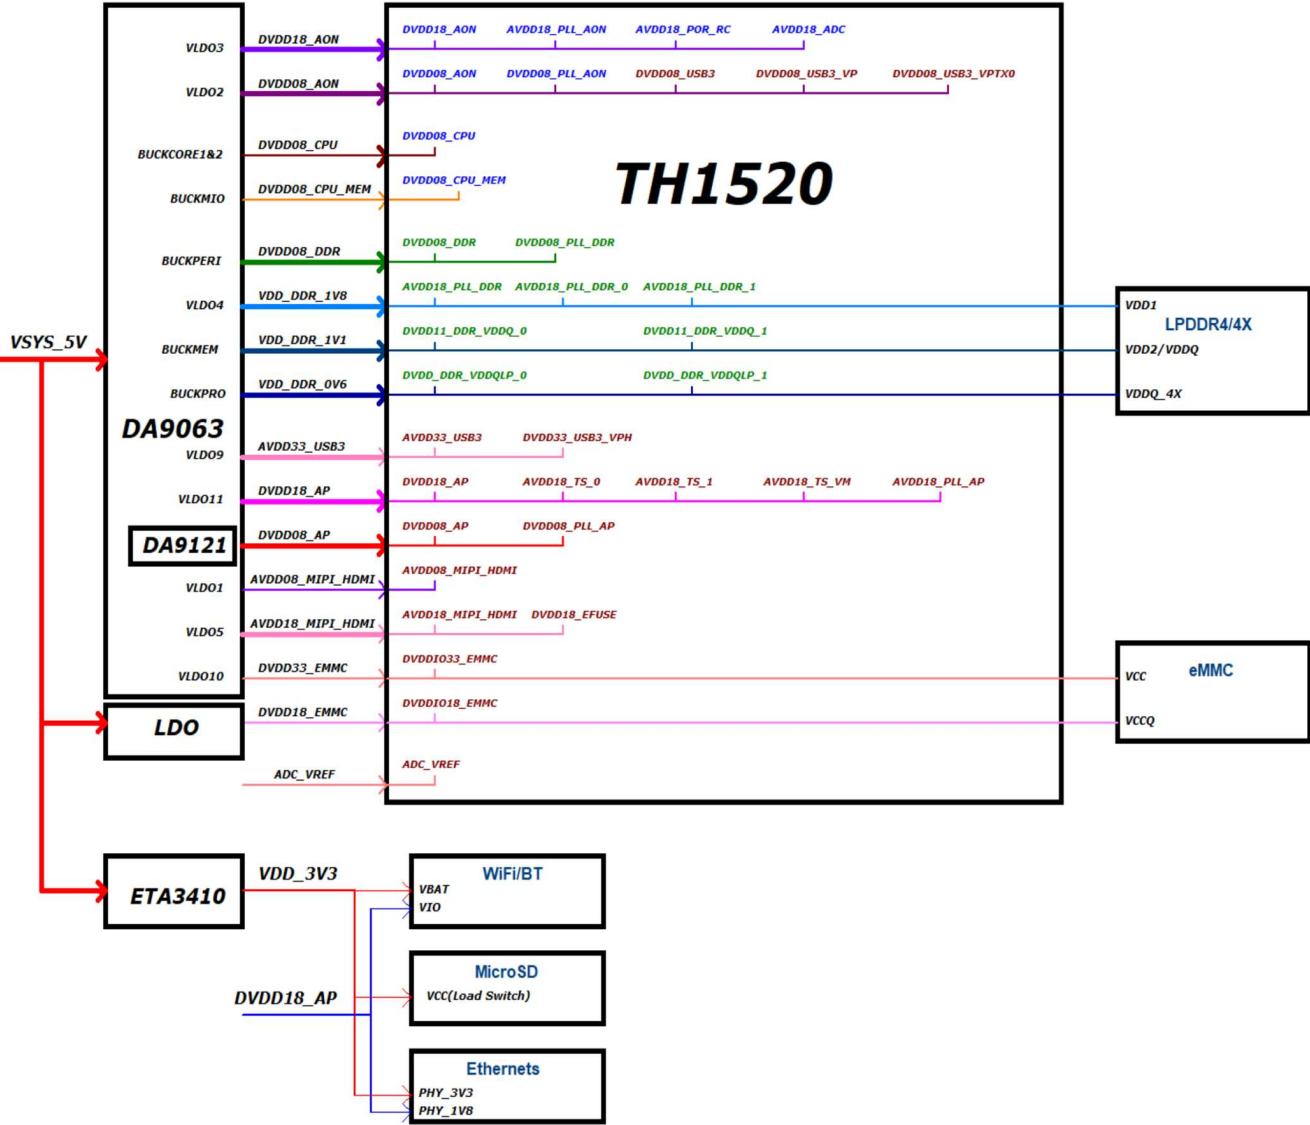 VLDO3 DVDD18_AON DVDD18_AON AVDD18_PLL_AON AVDD18_POR_RC AVDD18_ADC
VLDO2 DVDD08_AON DVDD08_AON DVDD08_PLL_AON DVDD08_USB3 DVDD08_USB3_VP DVDD08_USB3_VPTX0
BUCKCORE1&2 DVDD08_CPU DVDD08_CPU
TH1520
BUCKMIO DVDD08_CPU_MEM DVDD08_CPU_MEM
BUCKPERI DVDD08_DDR DVDD08_DDR DVDD08_PLL_DDR
VLDO4 VDD_DDR_1V8 AVDD18_PLL_DDR AVDD18_PLL_DDR_0 AVDD18_PLL_DDR_1 VDD1
LPDDR4/4X
VSYS_5V
BUCKMEM VDD_DDR_1V1 DVDD11_DDR_VDDQ_0 DVDD11_DDR_VDDQ_1 VDD2/VDDQ
BUCKPRO VDD_DDR_0V6 DVDD_DDR_VDDQLP_0 DVDD_DDR_VDDQLP_1 VDDQ_4X
DA9063
VLDO9 AVDD33_USB3 AVDD33_USB3 DVDD33_USB3_VPH
VLDO11 DVDD18_AP DVDD18_AP AVDD18_TS_0 AVDD18_TS_1 AVDD18_TS_VM AVDD18_PLL_AP
DA9121 DVDD08_AP DVDD08_AP DVDD08_PLL_AP
VLDO1 AVDD08_MIPI_HDMI AVDD08_MIPI_HDMI
VLDO5 AVDD18_MIPI_HDMI AVDD18_MIPI_HDMI DVDD18_EFUSE
VLDO10 DVDD33_EMMC DVDDIO33_EMMC VCC eMMC
LDO DVDD18_EMMC DVDDIO18_EMMC VCCQ
ADC_VREF ADC_VREF
ETA3410 VDD_3V3
WiFi/BT
VBAT
VIO
MicroSD
DVDD18_AP VCC(Load Switch)
Ethernets
PHY_3V3
PHY_1V8